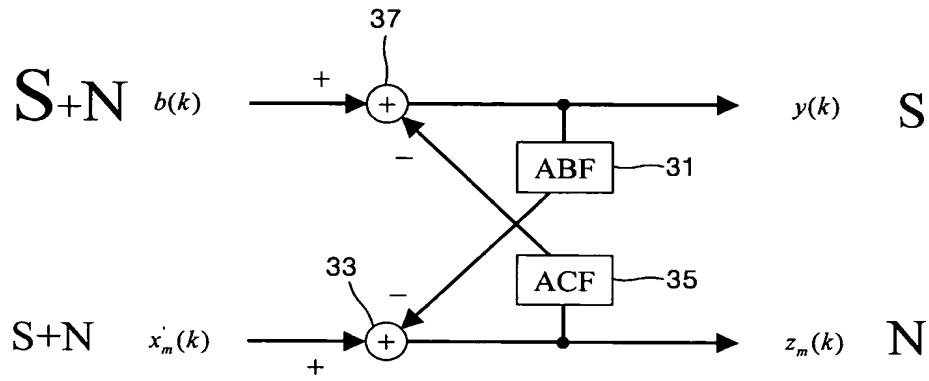 37
S+N b(k) + + y(k) S
−
ABF 31
33 − ACF 35
S+N x'm(k) + + zm(k) N